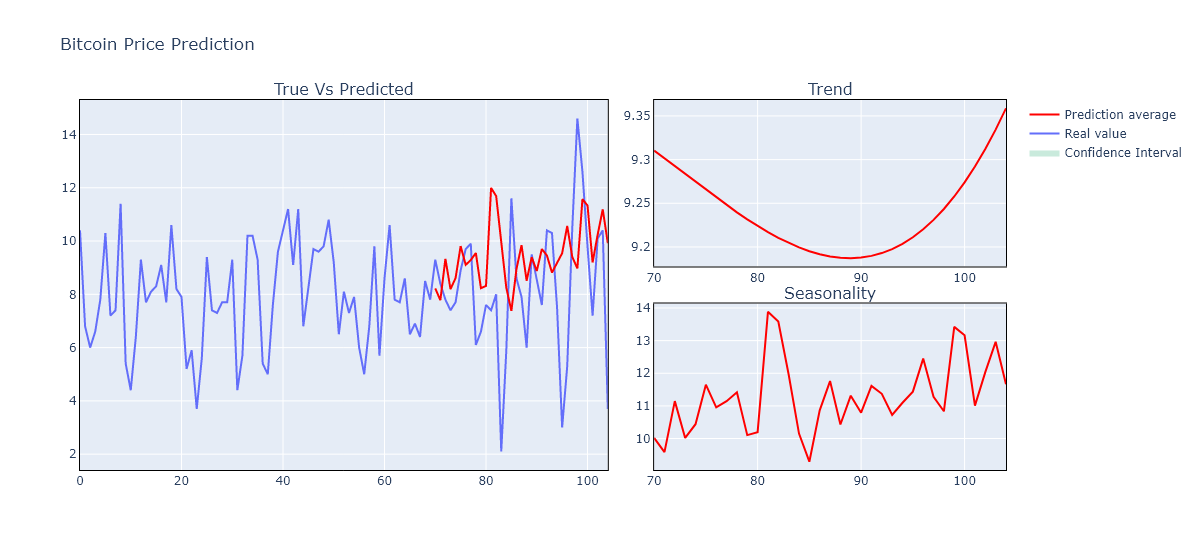 Bitcoin Price Prediction
True Vs Predicted
14
12
10
8
6
4
2
0 20 40 60 80 100
Trend
9.35
9.3
9.25
9.2
70 80 90 100
Seasonality
14
13
12
11
10
70 80 90 100
Prediction average
Real value
Confidence Interval